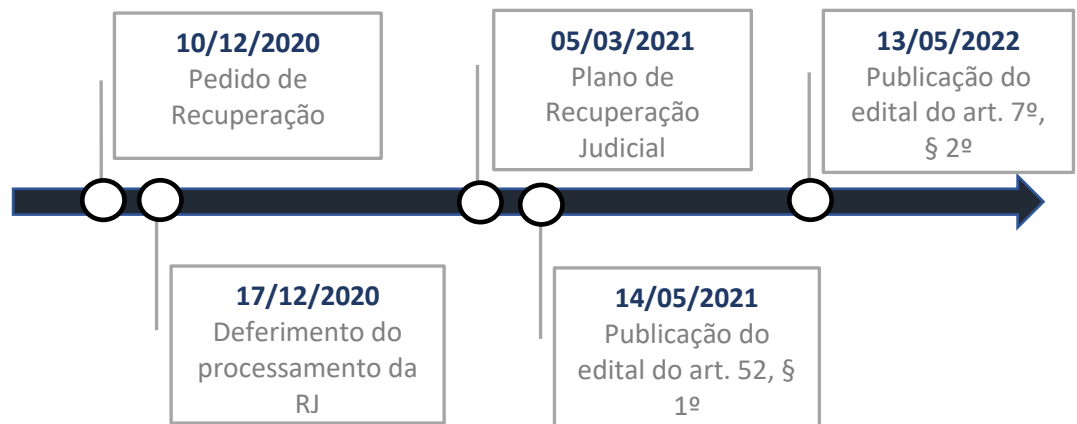 10/12/2020
Pedido de
Recuperação
05/03/2021
Plano de
Recuperação
Judicial
13/05/2022
Publicação do
edital do art. 7º,
§ 2º
17/12/2020
Deferimento do
processamento da
RJ
14/05/2021
Publicação do
edital do art. 52, §
1º